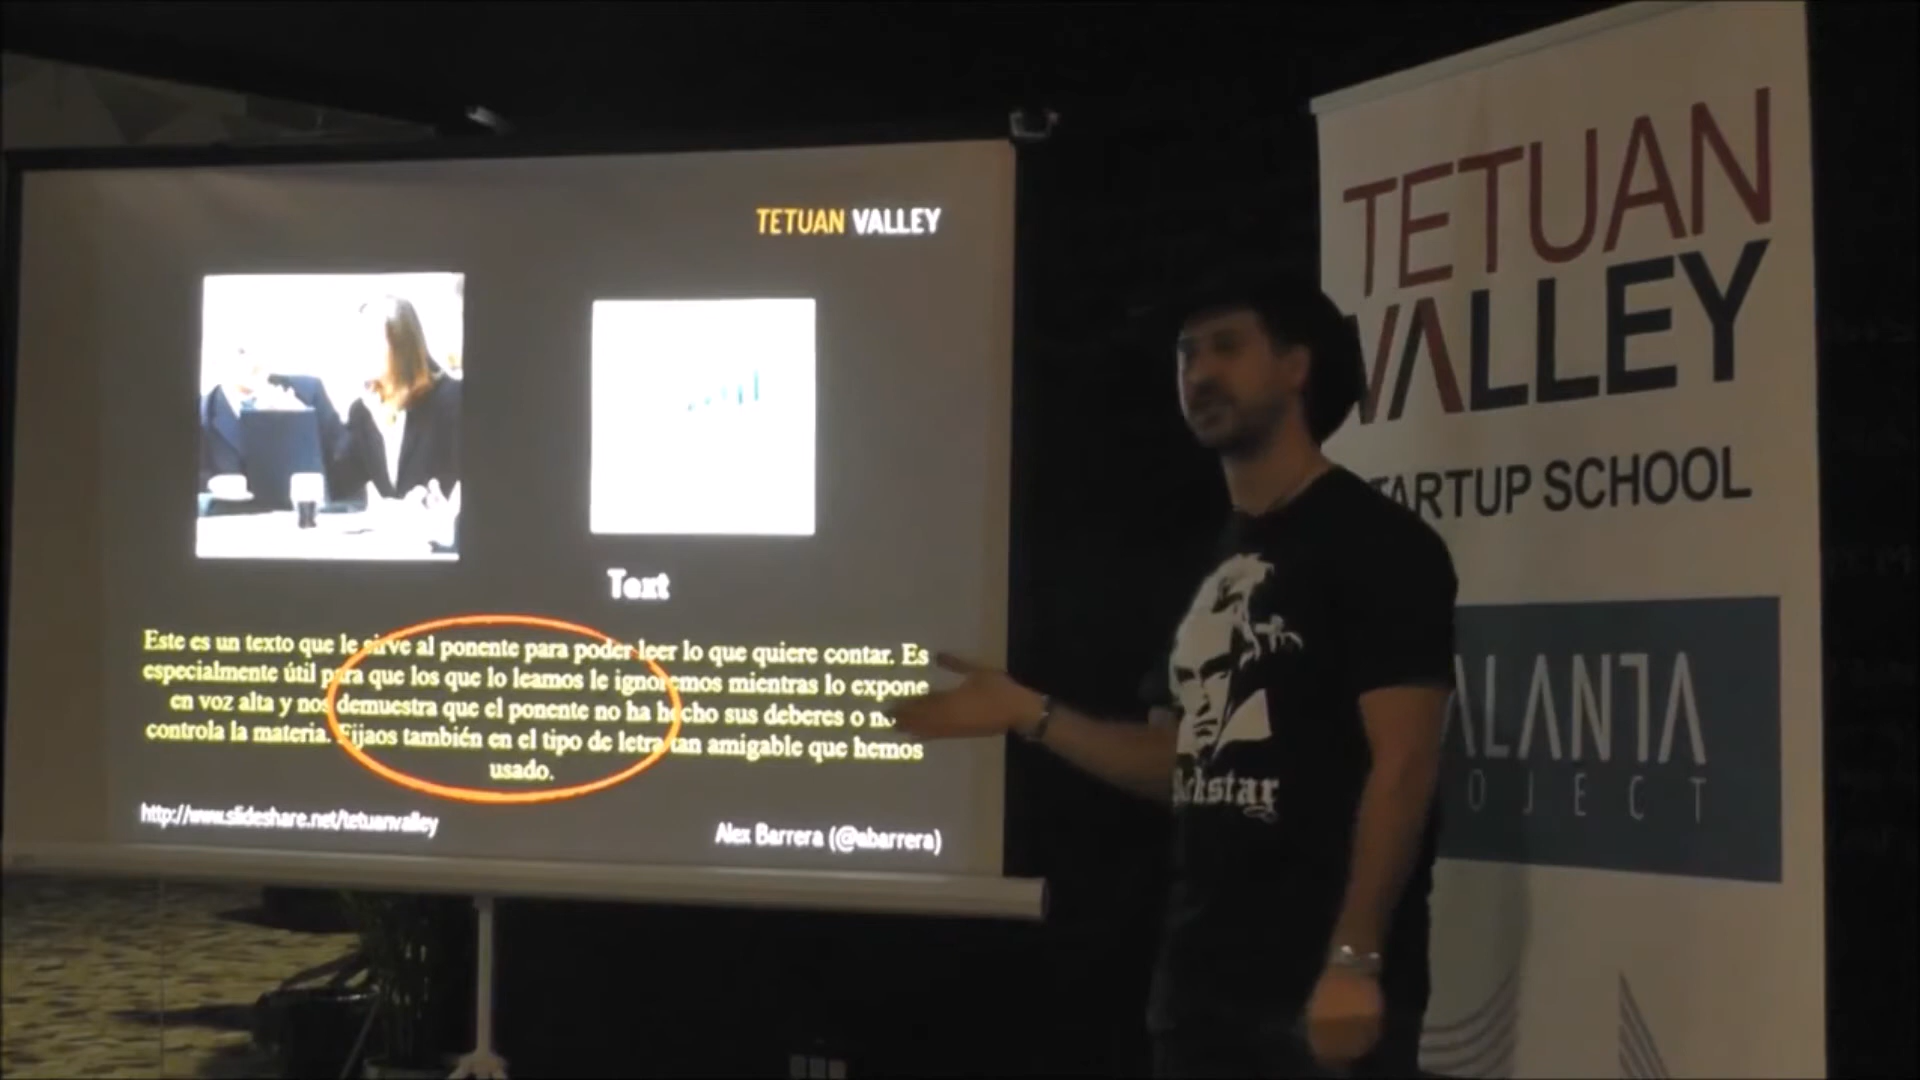 TETUAN VALLEY
Text
Este es un texto que le sirve al ponente para poder leer lo que quiere contar. Es
especialmente útil para que los que lo leamos le ignoremos mientras lo expone
en voz alta y nos demuestra que el ponente no ha hecho sus deberes o no
controla la materia. Fijaos también en el tipo de letra tan amigable que hemos
usado.
http://www.slideshare.net/tetuanvalley
Alex Barrera (@abarrera)
TETUAN
VALLEY
STARTUP SCHOOL
ALANTA
OJECT
ckstar